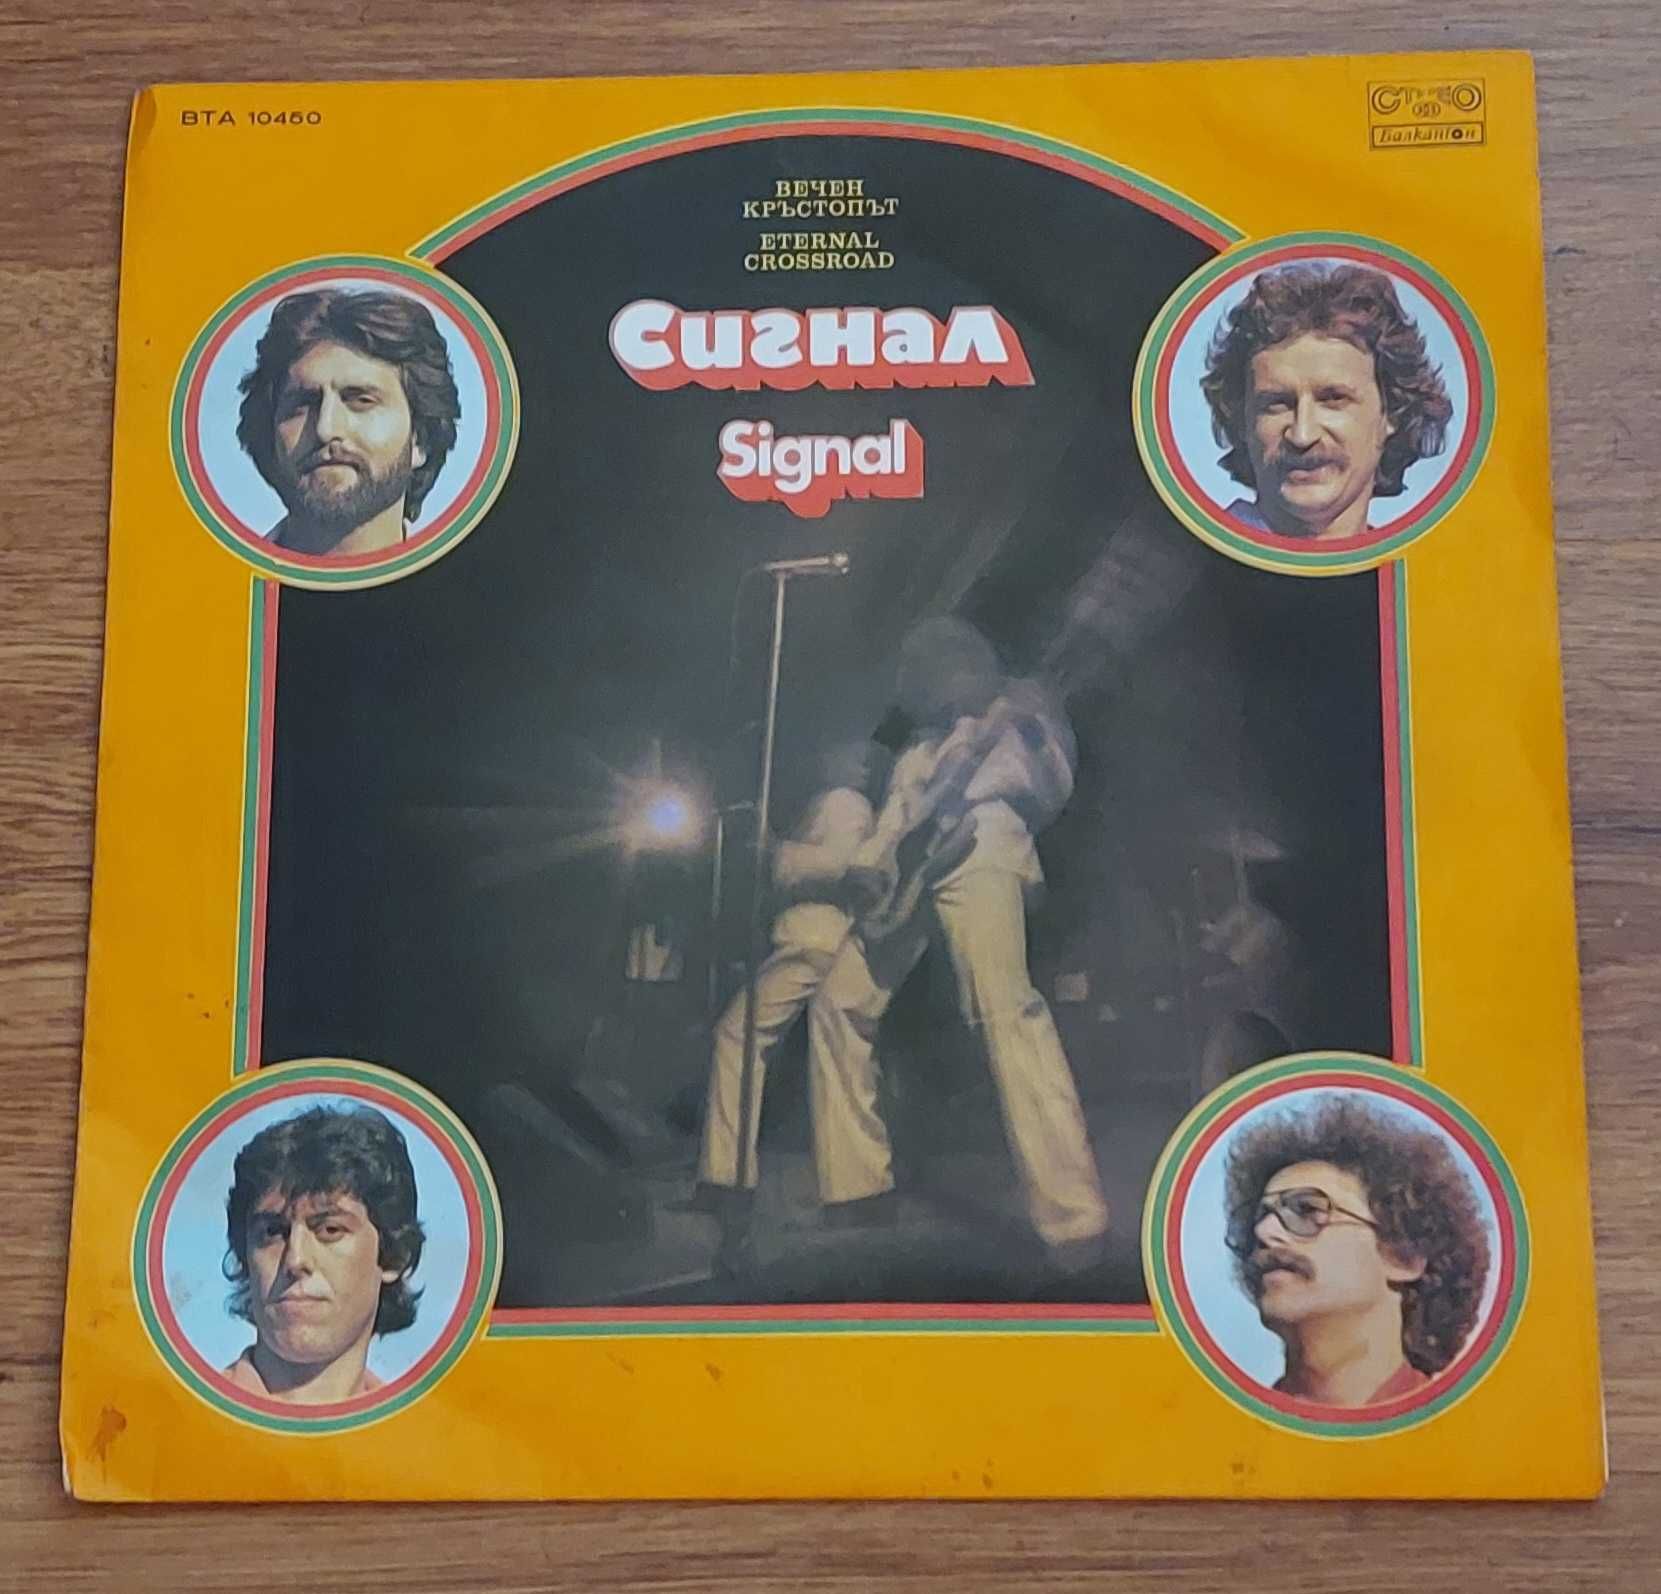 ВТА 10450
СТЕРЕО
Балкантон
ВЕЧЕН
КРЪСТОПЪТ
ETERNAL
CROSSROAD
Сигнал
Signal